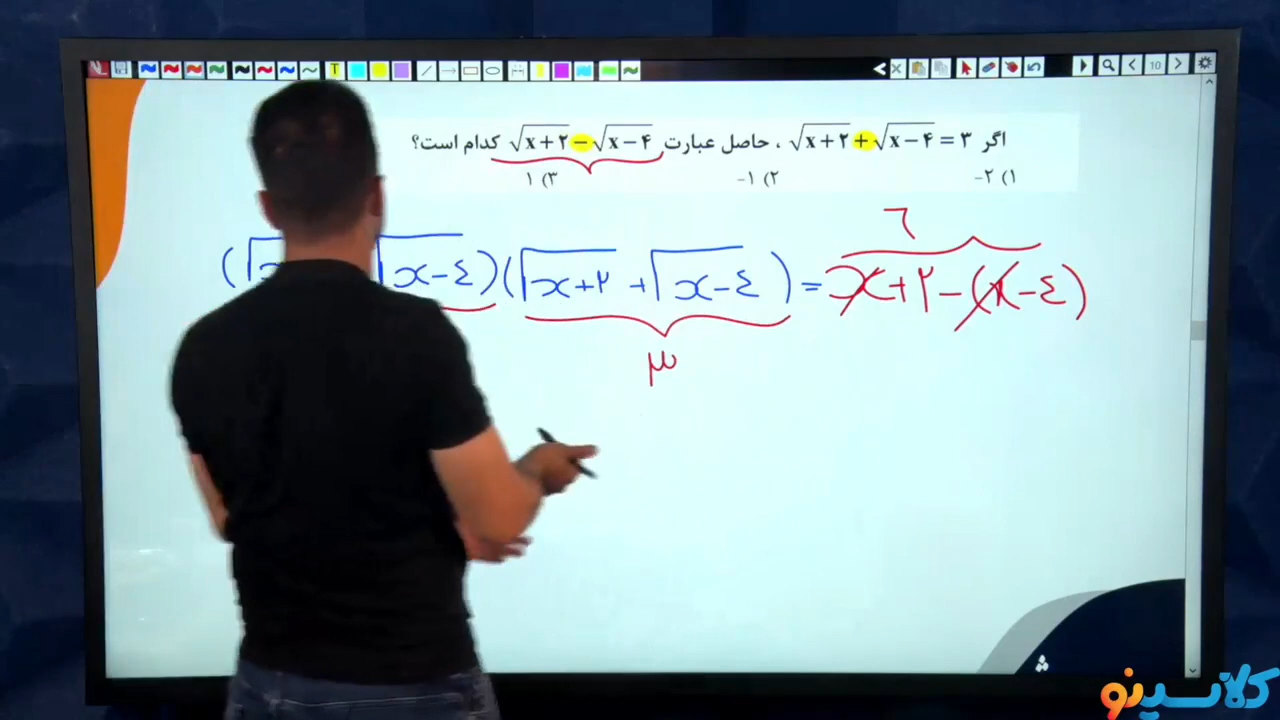 اگر √x+۲ + √x−۴ = ۳ ، حاصل عبارت √x+۲ − √x−۴ کدام است؟
۱) ۲− ۲) ۱− ۳) ۱
√x−٤)(√x+۲ + √x−٤) = x+۲−(x−٤)
٦
۳
کلاسینو